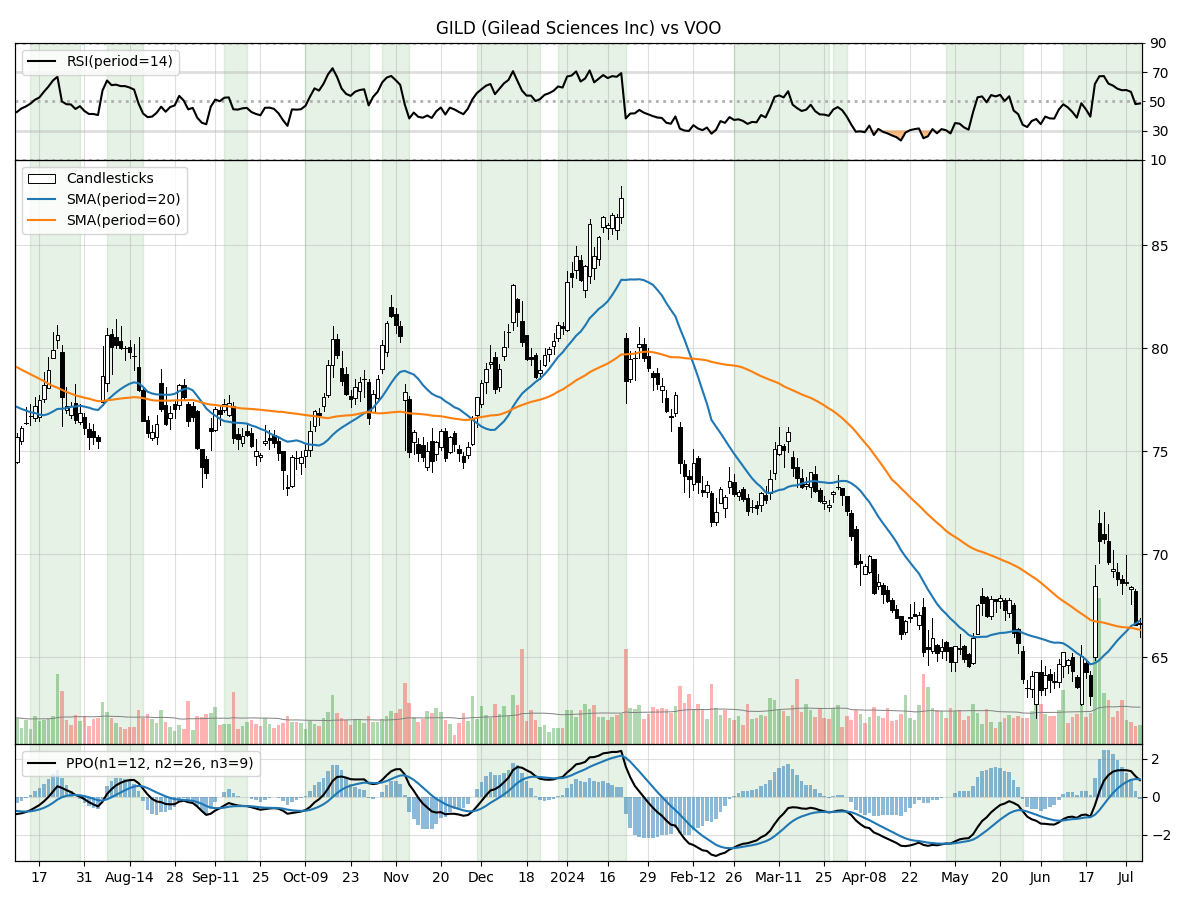 GILD (Gilead Sciences Inc) vs VOO
RSI(period=14)
90
70
50
30
10
Candlesticks
SMA(period=20)
SMA(period=60)
85
80
75
70
65
PPO(n1=12, n2=26, n3=9)
2
0
−2
17 31 Aug-14 28 Sep-11 25 Oct-09 23 Nov 20 Dec 18 2024 16 29 Feb-12 26 Mar-11 25 Apr-08 22 May 20 Jun 17 Jul